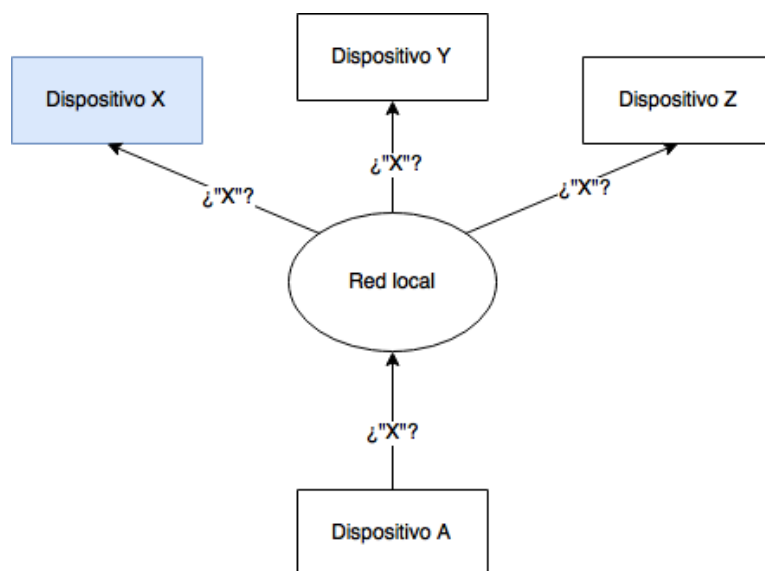 Dispositivo Y
Dispositivo X
Dispositivo Z
¿"X"?
¿"X"?
¿"X"?
Red local
¿"X"?
Dispositivo A